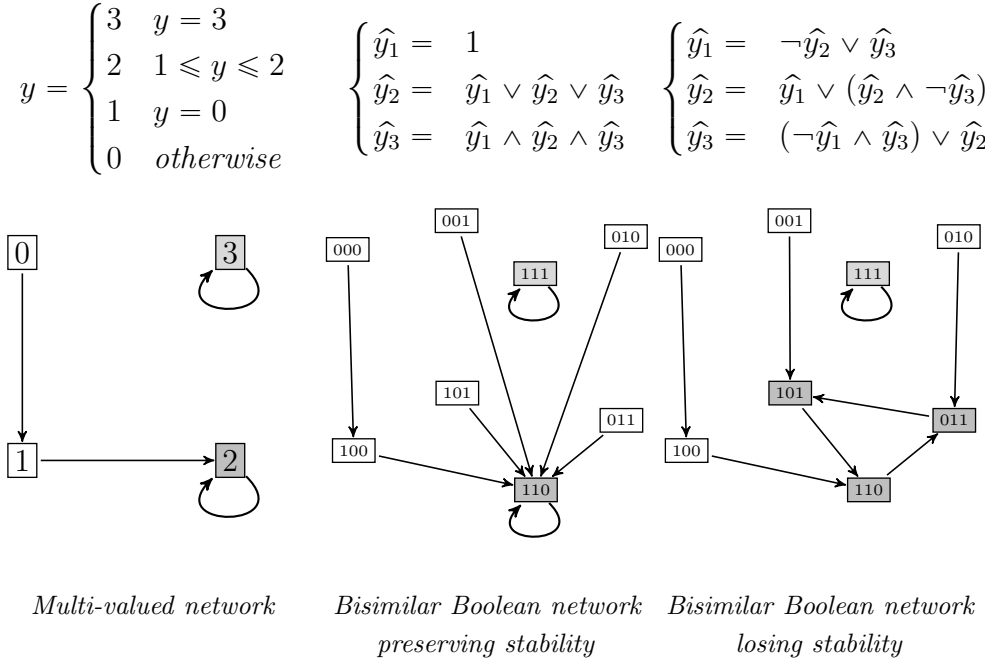 y = { 3 y = 3
2 1 ⩽ y ⩽ 2
1 y = 0
0 otherwise
{ ŷ₁ = 1
ŷ₂ = ŷ₁ ∨ ŷ₂ ∨ ŷ₃
ŷ₃ = ŷ₁ ∧ ŷ₂ ∧ ŷ₃
{ ŷ₁ = ¬ŷ₂ ∨ ŷ₃
ŷ₂ = ŷ₁ ∨ (ŷ₂ ∧ ¬ŷ₃)
ŷ₃ = (¬ŷ₁ ∧ ŷ₃) ∨ ŷ₂
0
3
1
2
000
001
010
111
101
011
100
110
000
001
010
111
101
011
100
110
Multi-valued network
Bisimilar Boolean network
preserving stability
Bisimilar Boolean network
losing stability